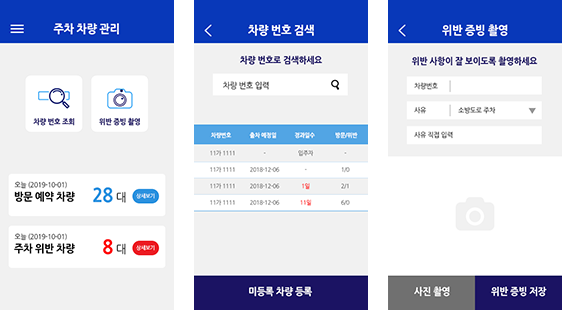 주차 차량 관리
차량 번호 조회
위반 증빙 촬영
오늘 (2019-10-01)
방문 예약 차량 28 대 상세보기
오늘 (2019-10-01)
주차 위반 차량 8 대 상세보기
차량 번호 검색
차량 번호로 검색하세요
차량 번호 입력
차량번호 출차 예정일 경과일수 방문/위반
11가 1111 - 입주자 -
11가 1111 2018-12-06 - 1/0
11가 1111 2018-12-06 1일 2/1
11가 1111 2018-12-06 11일 6/0
미등록 차량 등록
위반 증빙 촬영
위반 사항이 잘 보이도록 촬영하세요
차량번호
사유 소방도로 주차
사유 직접 입력
사진 촬영
위반 증빙 저장